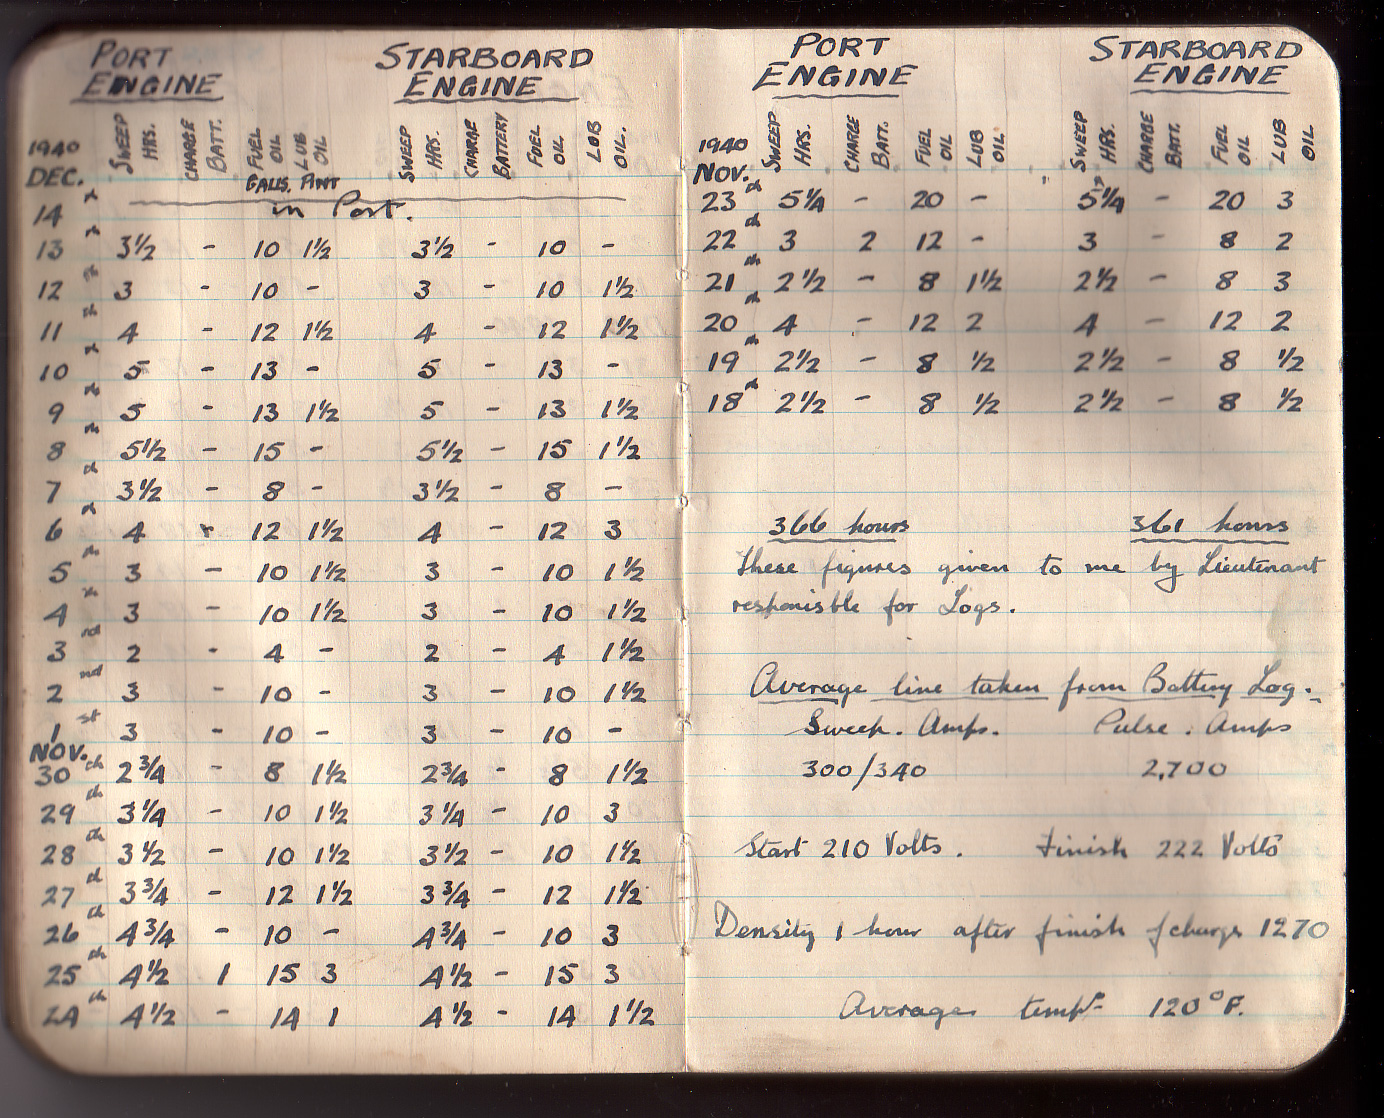 PORT ENGINE STARBOARD ENGINE
1940 SWEEP HRS. CHARGE BATT. FUEL OIL LUB OIL SWEEP HRS. CHARGE BATTERY FUEL OIL LUB OIL.
DEC. GALLS. PINT
14th in Port.
13th 3½ - 10 1½ 3½ - 10 -
12th 3 - 10 - 3 - 10 1½
11th 4 - 12 1½ 4 - 12 1½
10th 5 - 13 - 5 - 13 -
9th 5 - 13 1½ 5 - 13 1½
8th 5½ - 15 - 5½ - 15 1½
7th 3½ - 8 - 3½ - 8 -
6th 4 - 12 1½ 4 - 12 3
5th 3 - 10 1½ 3 - 10 1½
4th 3 - 10 1½ 3 - 10 1½
3rd 2 - 4 - 2 - 4 1½
2nd 3 - 10 - 3 - 10 1½
1st 3 - 10 - 3 - 10 -
NOV.
30th 2¾ - 8 1½ 2¾ - 8 1½
29th 3¼ - 10 1½ 3¼ - 10 3
28th 3½ - 10 1½ 3½ - 10 1½
27th 3¾ - 12 1½ 3¾ - 12 1½
26th 4¾ - 10 - 4¾ - 10 3
25th 4½ 1 15 3 4½ - 15 3
24th 4½ - 14 1 4½ - 14 1½
PORT ENGINE STARBOARD ENGINE
1940 SWEEP HRS. CHARGE BATT. FUEL OIL LUB OIL SWEEP HRS. CHARGE BATT. FUEL OIL LUB OIL
NOV.
23rd 5¼ - 20 - 5¼ - 20 3
22nd 3 2 12 - 3 - 8 2
21th 2½ - 8 1½ 2½ - 8 3
20th 4 - 12 2 4 - 12 2
19th 2½ - 8 ½ 2½ - 8 ½
18th 2½ - 8 ½ 2½ - 8 ½
366 hours 361 hours
These figures given to me by Lieutenant
responisble for Logs.
Average line taken from Battery Log.
Sweep. Amps. Pulse. Amps
300/340 2,700
Start 210 Volts. Finish 222 Volts
Density 1 hour after finish of charge 1270
Average temp. 120°F.